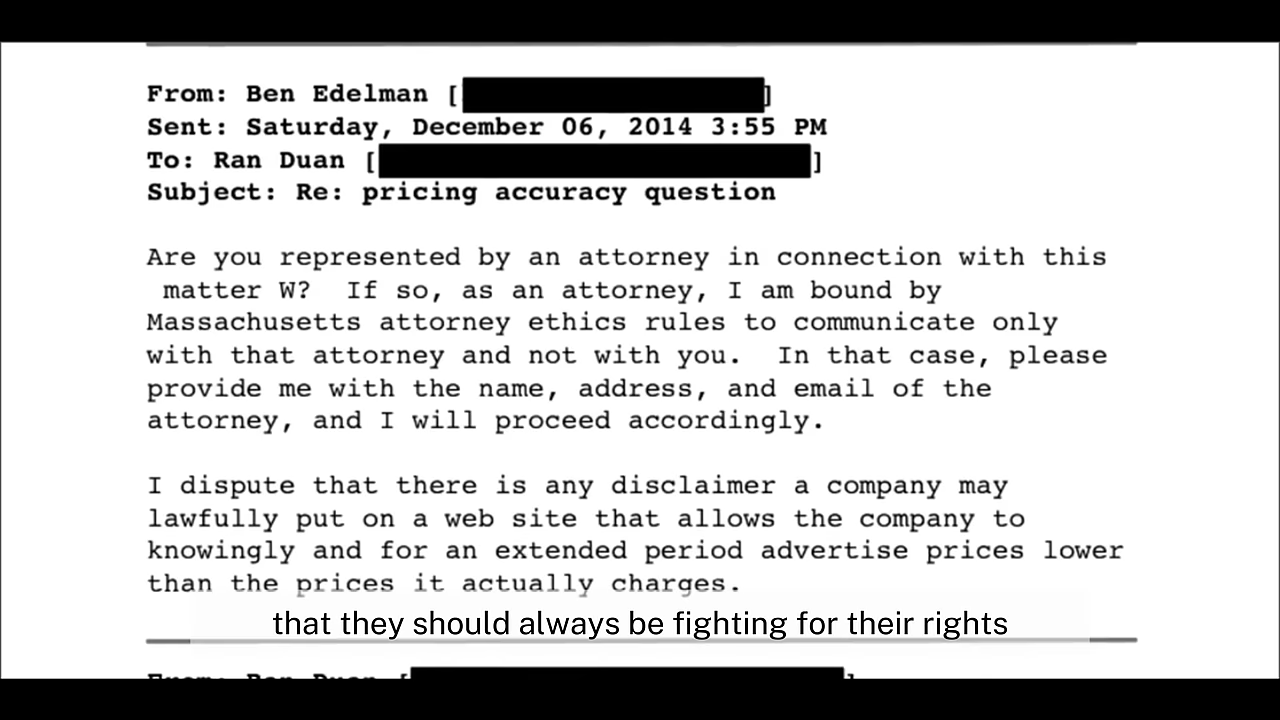 From: Ben Edelman [ ]
Sent: Saturday, December 06, 2014 3:55 PM
To: Ran Duan [ ]
Subject: Re: pricing accuracy question
Are you represented by an attorney in connection with this
matter W? If so, as an attorney, I am bound by
Massachusetts attorney ethics rules to communicate only
with that attorney and not with you. In that case, please
provide me with the name, address, and email of the
attorney, and I will proceed accordingly.
I dispute that there is any disclaimer a company may
lawfully put on a web site that allows the company to
knowingly and for an extended period advertise prices lower
than the prices it actually charges.
that they should always be fighting for their rights
From: Ran Duan [ ]